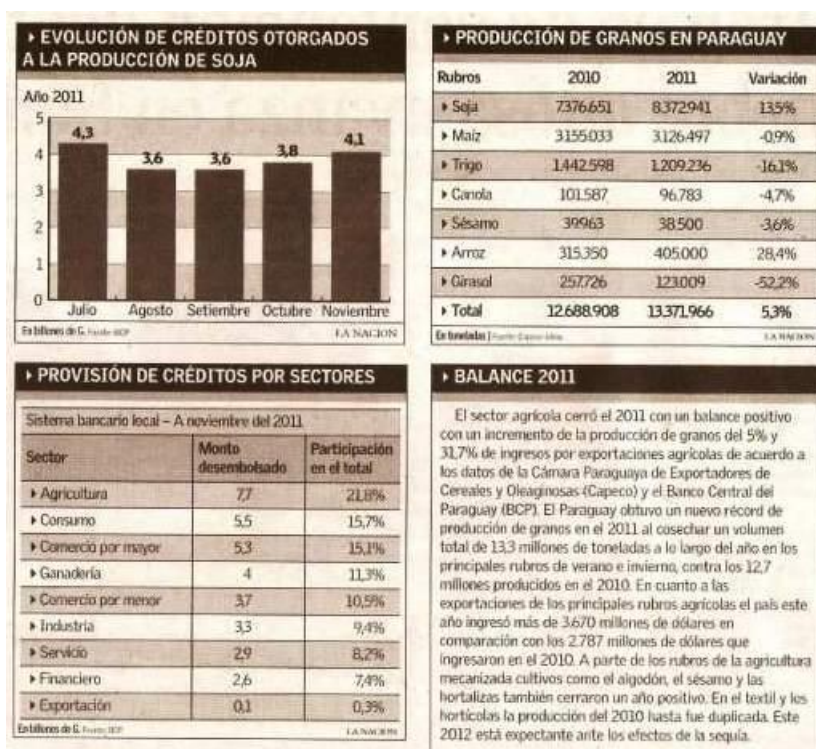 EVOLUCIÓN DE CRÉDITOS OTORGADOS
A LA PRODUCCIÓN DE SOJA
Año 2011
5
4
3
2
1
0
4,3 3,6 3,6 3,8 4,1
Julio Agosto Setiembre Octubre Noviembre
En billones de G. Fuente: BCP LA NACION
PRODUCCIÓN DE GRANOS EN PARAGUAY
Rubros 2010 2011 Variación
Soja 7.376.651 8.372.941 13,5%
Maíz 3.155.033 3.126.497 -0,9%
Trigo 1.442.598 1.209.236 -16,1%
Canola 101.587 96.783 -4,7%
Sésamo 39.963 38.500 -3,6%
Arroz 315.350 405.000 28,4%
Girasol 257.726 123.009 -52,2%
Total 12.688.908 13.371.966 5,3%
En toneladas LA NACION
PROVISIÓN DE CRÉDITOS POR SECTORES
Sistema bancario local – A noviembre del 2011
Sector Monto desembolsado Participación en el total
Agricultura 7,7 21,8%
Consumo 5,5 15,7%
Comercio por mayor 5,3 15,1%
Ganadería 4 11,3%
Comercio por menor 3,7 10,5%
Industria 3,3 9,4%
Servicio 2,9 8,2%
Financiero 2,6 7,4%
Exportación 0,1 0,3%
En billones de G. Fuente: BCP LA NACION
BALANCE 2011
El sector agrícola cerró el 2011 con un balance positivo
con un incremento de la producción de granos del 5% y
31,7% de ingresos por exportaciones agrícolas de acuerdo a
los datos de la Cámara Paraguaya de Exportadores de
Cereales y Oleaginosas (Capeco) y el Banco Central del
Paraguay (BCP). El Paraguay obtuvo un nuevo récord de
producción de granos en el 2011 al cosechar un volumen
total de 13,3 millones de toneladas a lo largo del año en los
principales rubros de verano e invierno, contra los 12,7
millones producidos en el 2010. En cuanto a las
exportaciones de los principales rubros agrícolas el país este
año ingresó más de 3.670 millones de dólares en
comparación con los 2.787 millones de dólares que
ingresaron en el 2010. A parte de los rubros de la agricultura
mecanizada cultivos como el algodón, el sésamo y las
hortalizas también cerraron un año positivo. En el textil y los
hortícolas la producción del 2010 hasta fue duplicada. Este
2012 está expectante ante los efectos de la sequía.